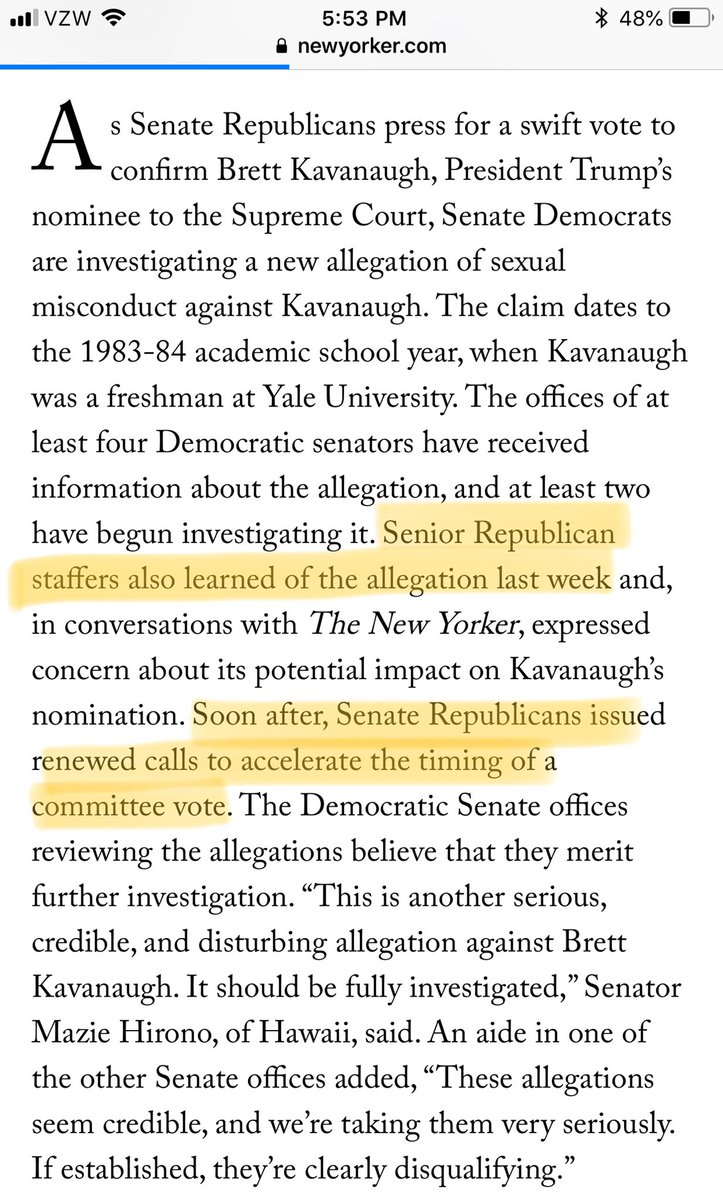 VZW 5:53 PM 48%
newyorker.com
As Senate Republicans press for a swift vote to
confirm Brett Kavanaugh, President Trump’s
nominee to the Supreme Court, Senate Democrats
are investigating a new allegation of sexual
misconduct against Kavanaugh. The claim dates to
the 1983-84 academic school year, when Kavanaugh
was a freshman at Yale University. The offices of at
least four Democratic senators have received
information about the allegation, and at least two
have begun investigating it. Senior Republican
staffers also learned of the allegation last week and,
in conversations with The New Yorker, expressed
concern about its potential impact on Kavanaugh’s
nomination. Soon after, Senate Republicans issued
renewed calls to accelerate the timing of a
committee vote. The Democratic Senate offices
reviewing the allegations believe that they merit
further investigation. “This is another serious,
credible, and disturbing allegation against Brett
Kavanaugh. It should be fully investigated,” Senator
Mazie Hirono, of Hawaii, said. An aide in one of
the other Senate offices added, “These allegations
seem credible, and we’re taking them very seriously.
If established, they’re clearly disqualifying.”